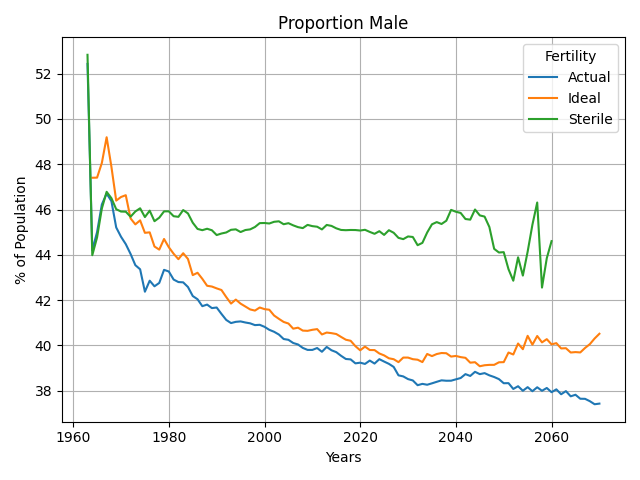 Proportion Male
Fertility
Actual
Ideal
Sterile
52
50
48
46
44
42
40
38
% of Population
1960
1980
2000
2020
2040
2060
Years